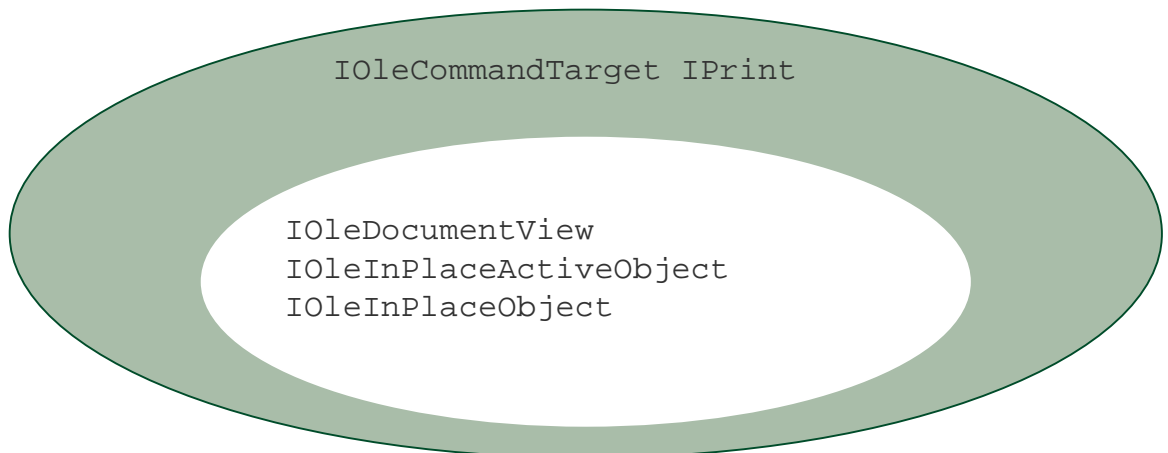 IOleCommandTarget IPrint
IOleDocumentView
IOleInPlaceActiveObject
IOleInPlaceObject